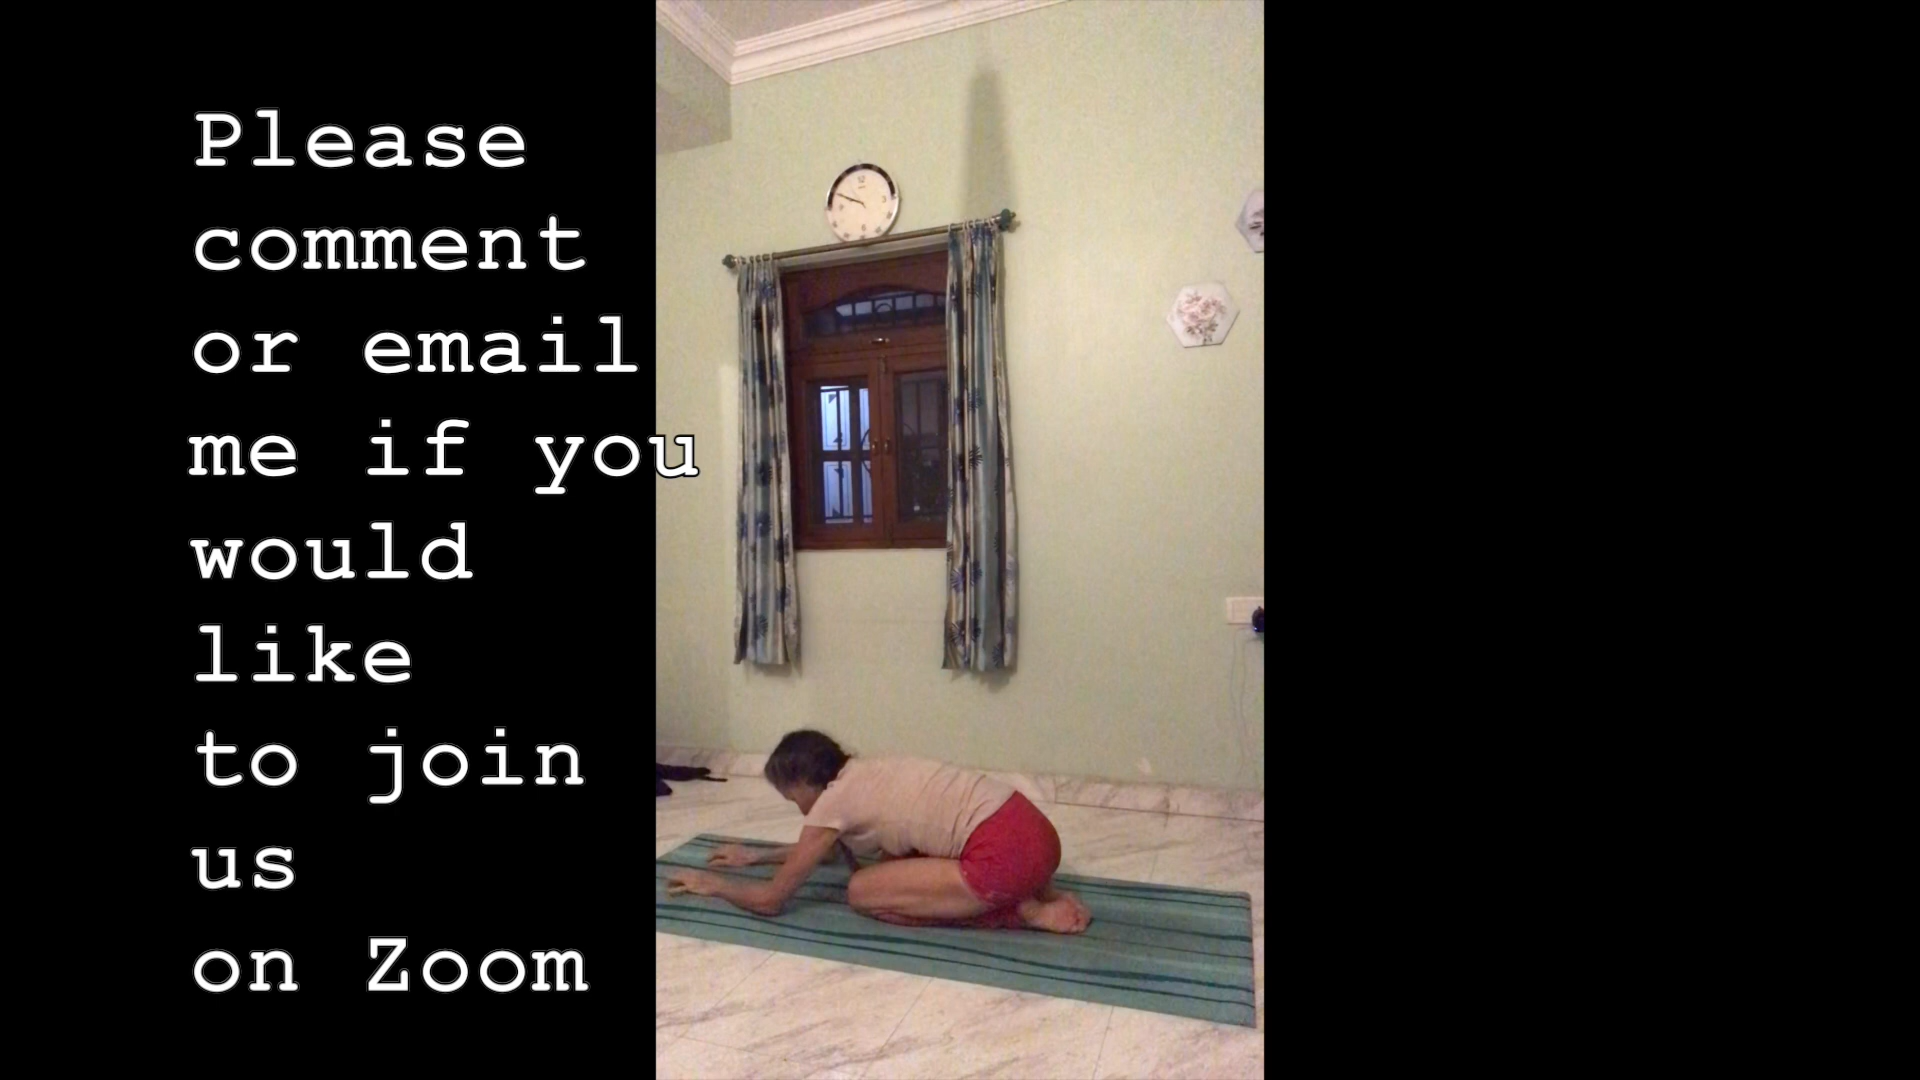 Please
comment
or email
me if you
would
like
to join
us
on Zoom